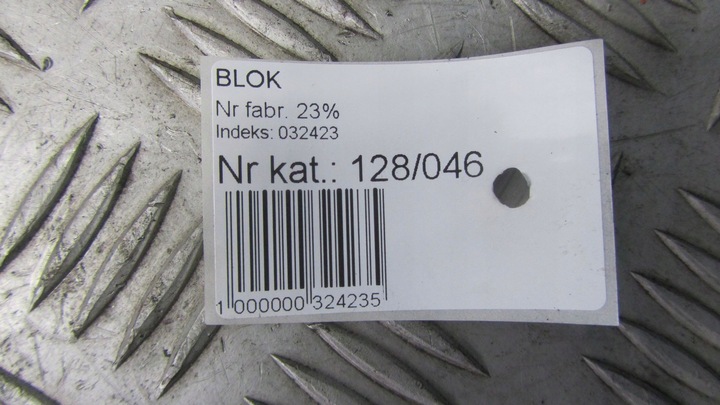 BLOK
Nr fabr. 23%
Indeks: 032423
Nr kat.: 128/046
1 000000 324235